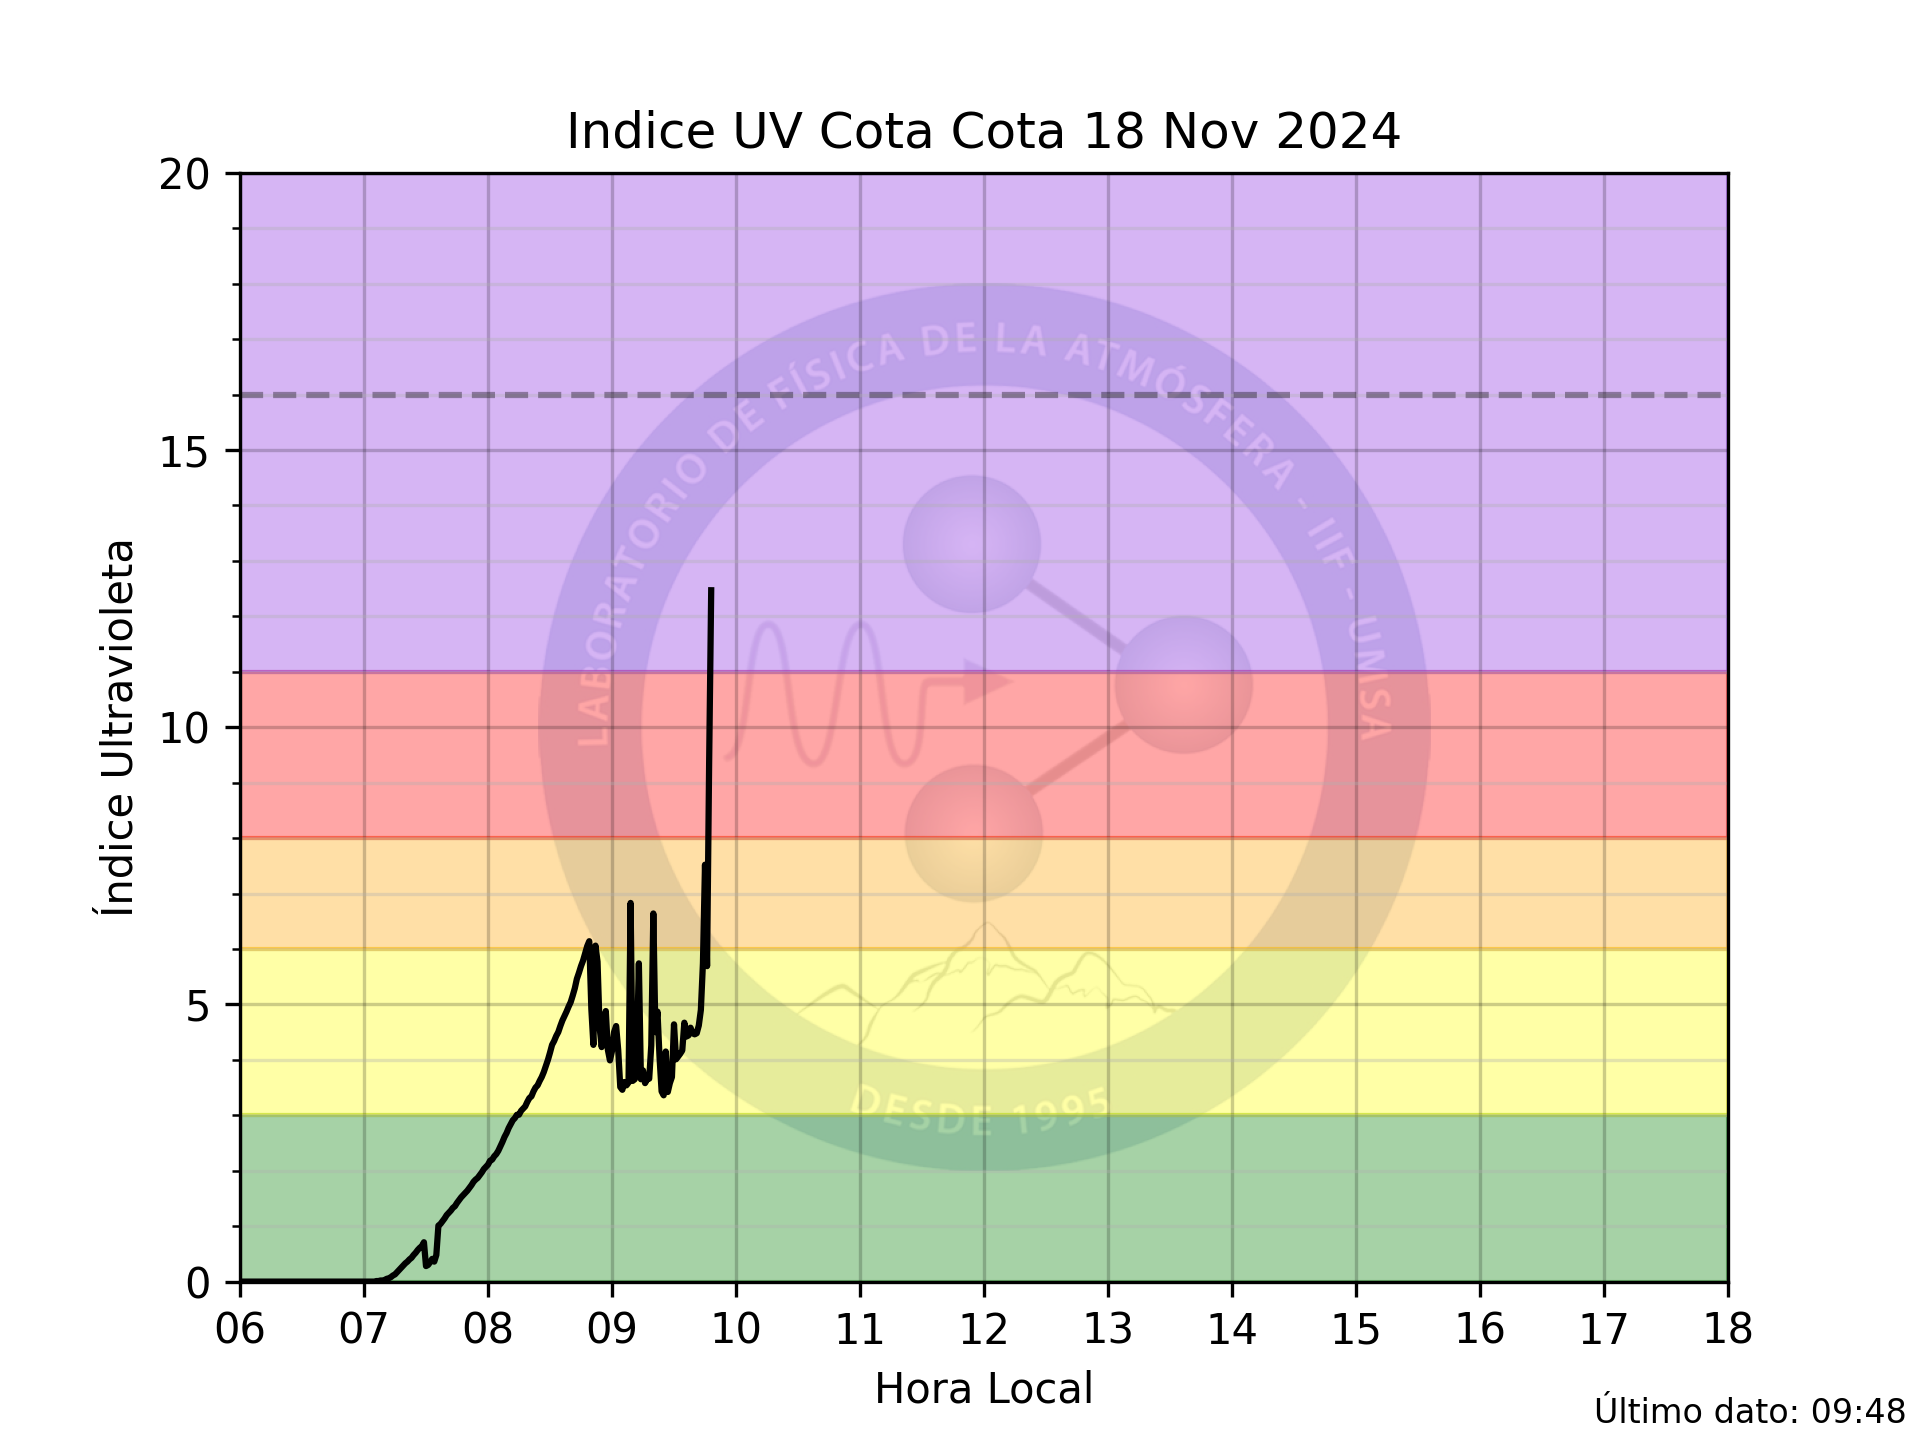 Indice UV Cota Cota 18 Nov 2024
20
15
10
5
0
Índice Ultravioleta
LABORATORIO DE FÍSICA DE LA ATMÓSFERA - IIF - UMSA
DESDE 1995
06 07 08 09 10 11 12 13 14 15 16 17 18
Hora Local
Último dato: 09:48